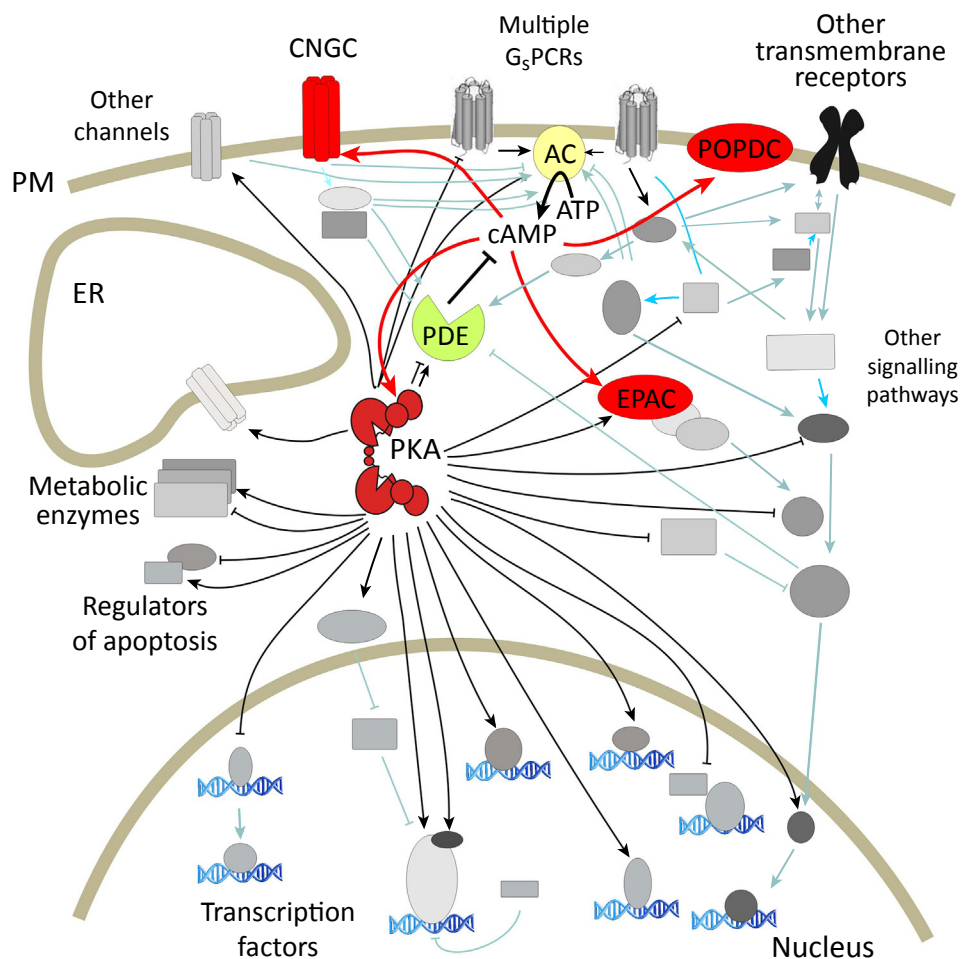 Multiple
GₛPCRs
Other
transmembrane
receptors
CNGC
Other
channels
PM
AC
POPDC
ATP
cAMP
ER
PDE
Other
signalling
pathways
EPAC
PKA
Metabolic
enzymes
Regulators
of apoptosis
Transcription
factors
Nucleus